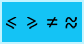 ⩽ ⩾ ≠ ≈